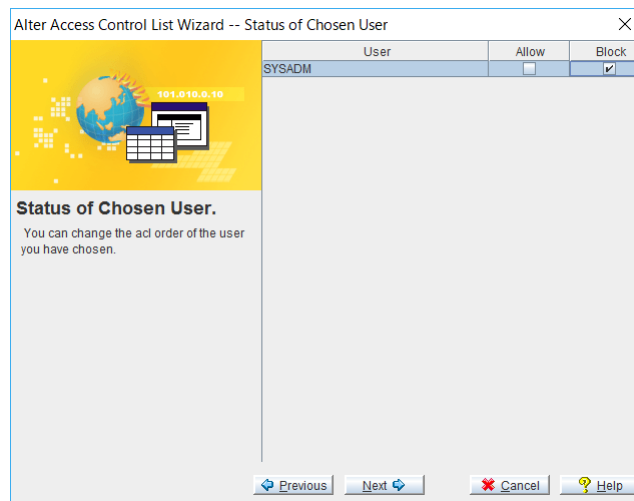 Alter Access Control List Wizard -- Status of Chosen User
User Allow Block
SYSADM
101.010.0.10
Status of Chosen User.
You can change the acl order of the user
you have chosen.
Previous Next Cancel Help